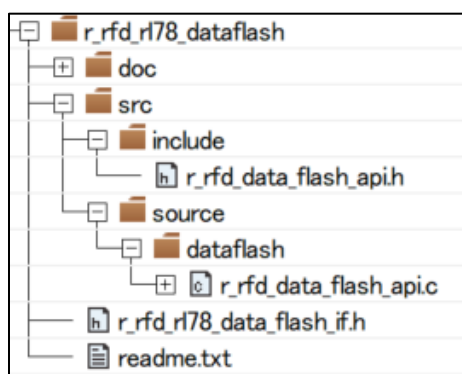 r_rfd_rl78_dataflash
doc
src
include
r_rfd_data_flash_api.h
source
dataflash
r_rfd_data_flash_api.c
r_rfd_rl78_data_flash_if.h
readme.txt